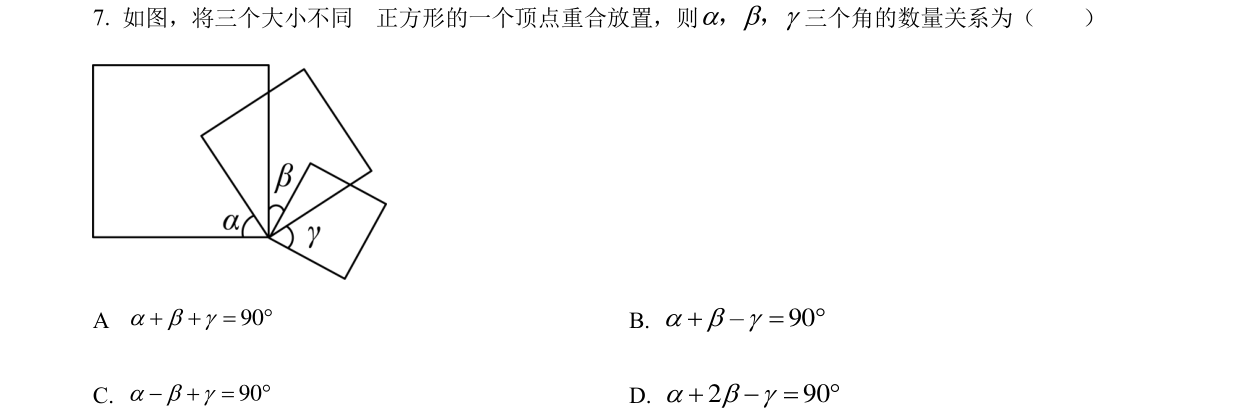 7. 如图，将三个大小不同 正方形的一个顶点重合放置，则α，β，γ三个角的数量关系为（ ）
β
α
γ
A α+β+γ=90° B. α+β−γ=90°
C. α−β+γ=90° D. α+2β−γ=90°